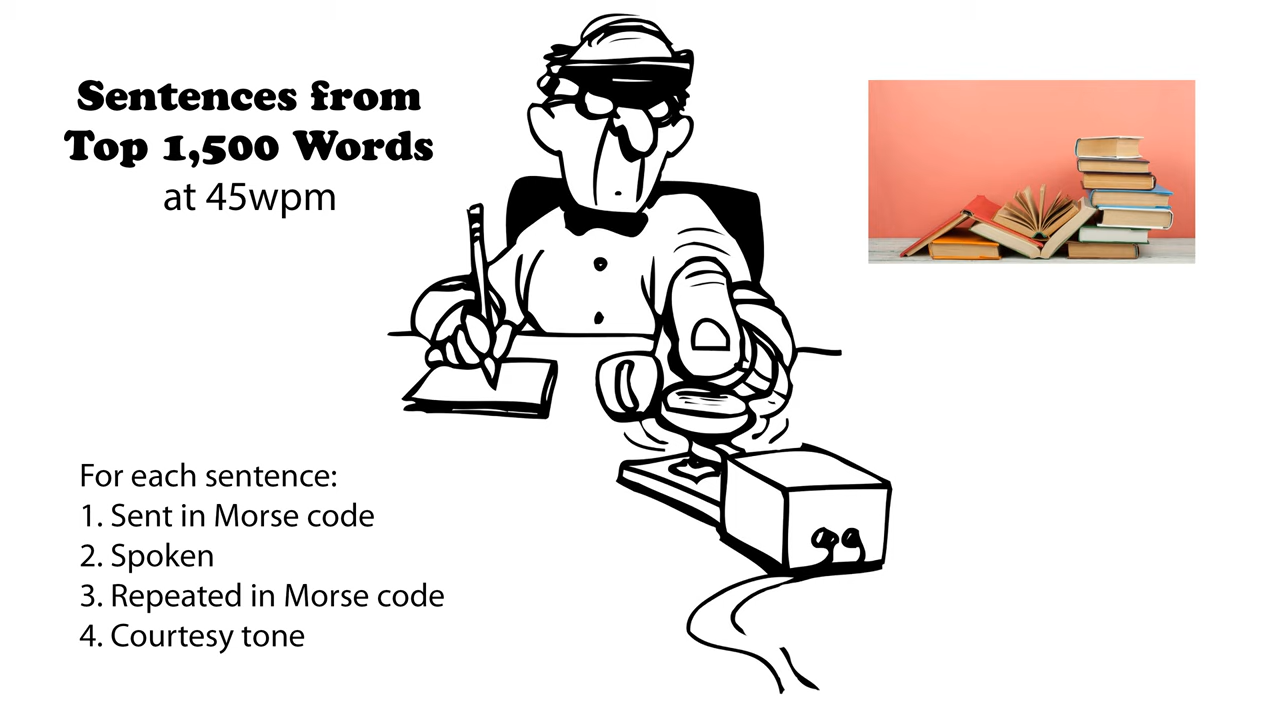 Sentences from
Top 1,500 Words
at 45wpm
For each sentence:
1. Sent in Morse code
2. Spoken
3. Repeated in Morse code
4. Courtesy tone